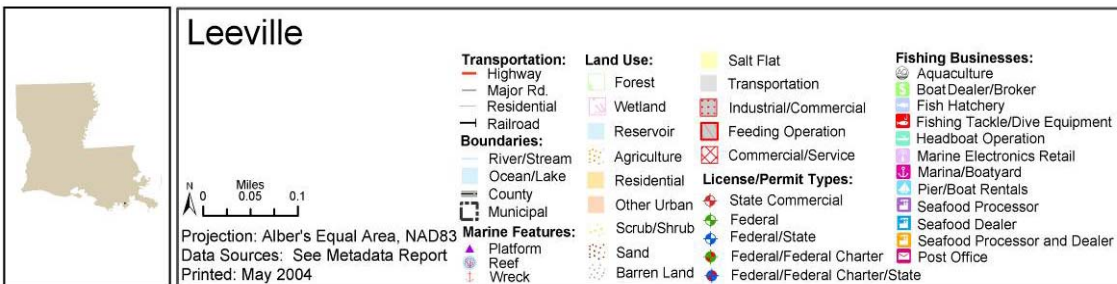 Leeville
N
Miles
0 0.05 0.1
Projection: Alber's Equal Area, NAD83
Data Sources: See Metadata Report
Printed: May 2004
Transportation:
Highway
Major Rd.
Residential
Railroad
Boundaries:
River/Stream
Ocean/Lake
County
Municipal
Marine Features:
Platform
Reef
Wreck
Land Use:
Forest
Wetland
Reservoir
Agriculture
Residential
Other Urban
Scrub/Shrub
Sand
Barren Land
Salt Flat
Transportation
Industrial/Commercial
Feeding Operation
Commercial/Service
License/Permit Types:
State Commercial
Federal
Federal/State
Federal/Federal Charter
Federal/Federal Charter/State
Fishing Businesses:
Aquaculture
Boat Dealer/Broker
Fish Hatchery
Fishing Tackle/Dive Equipment
Headboat Operation
Marine Electronics Retail
Marina/Boatyard
Pier/Boat Rentals
Seafood Processor
Seafood Dealer
Seafood Processor and Dealer
Post Office